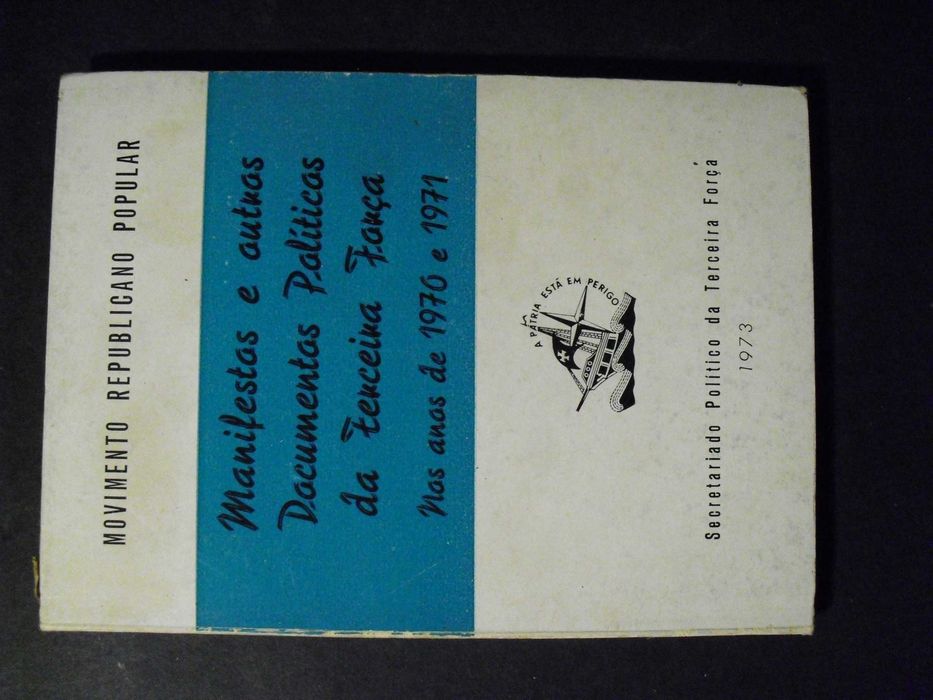 MOVIMENTO REPUBLICANO POPULAR
Manifestos e outros
Documentos Políticos
da Terceira Força
Nos anos de 1970 e 1971
A PÁTRIA ESTÁ EM PERIGO
Secretariado Político da Terceira Forçá
1973